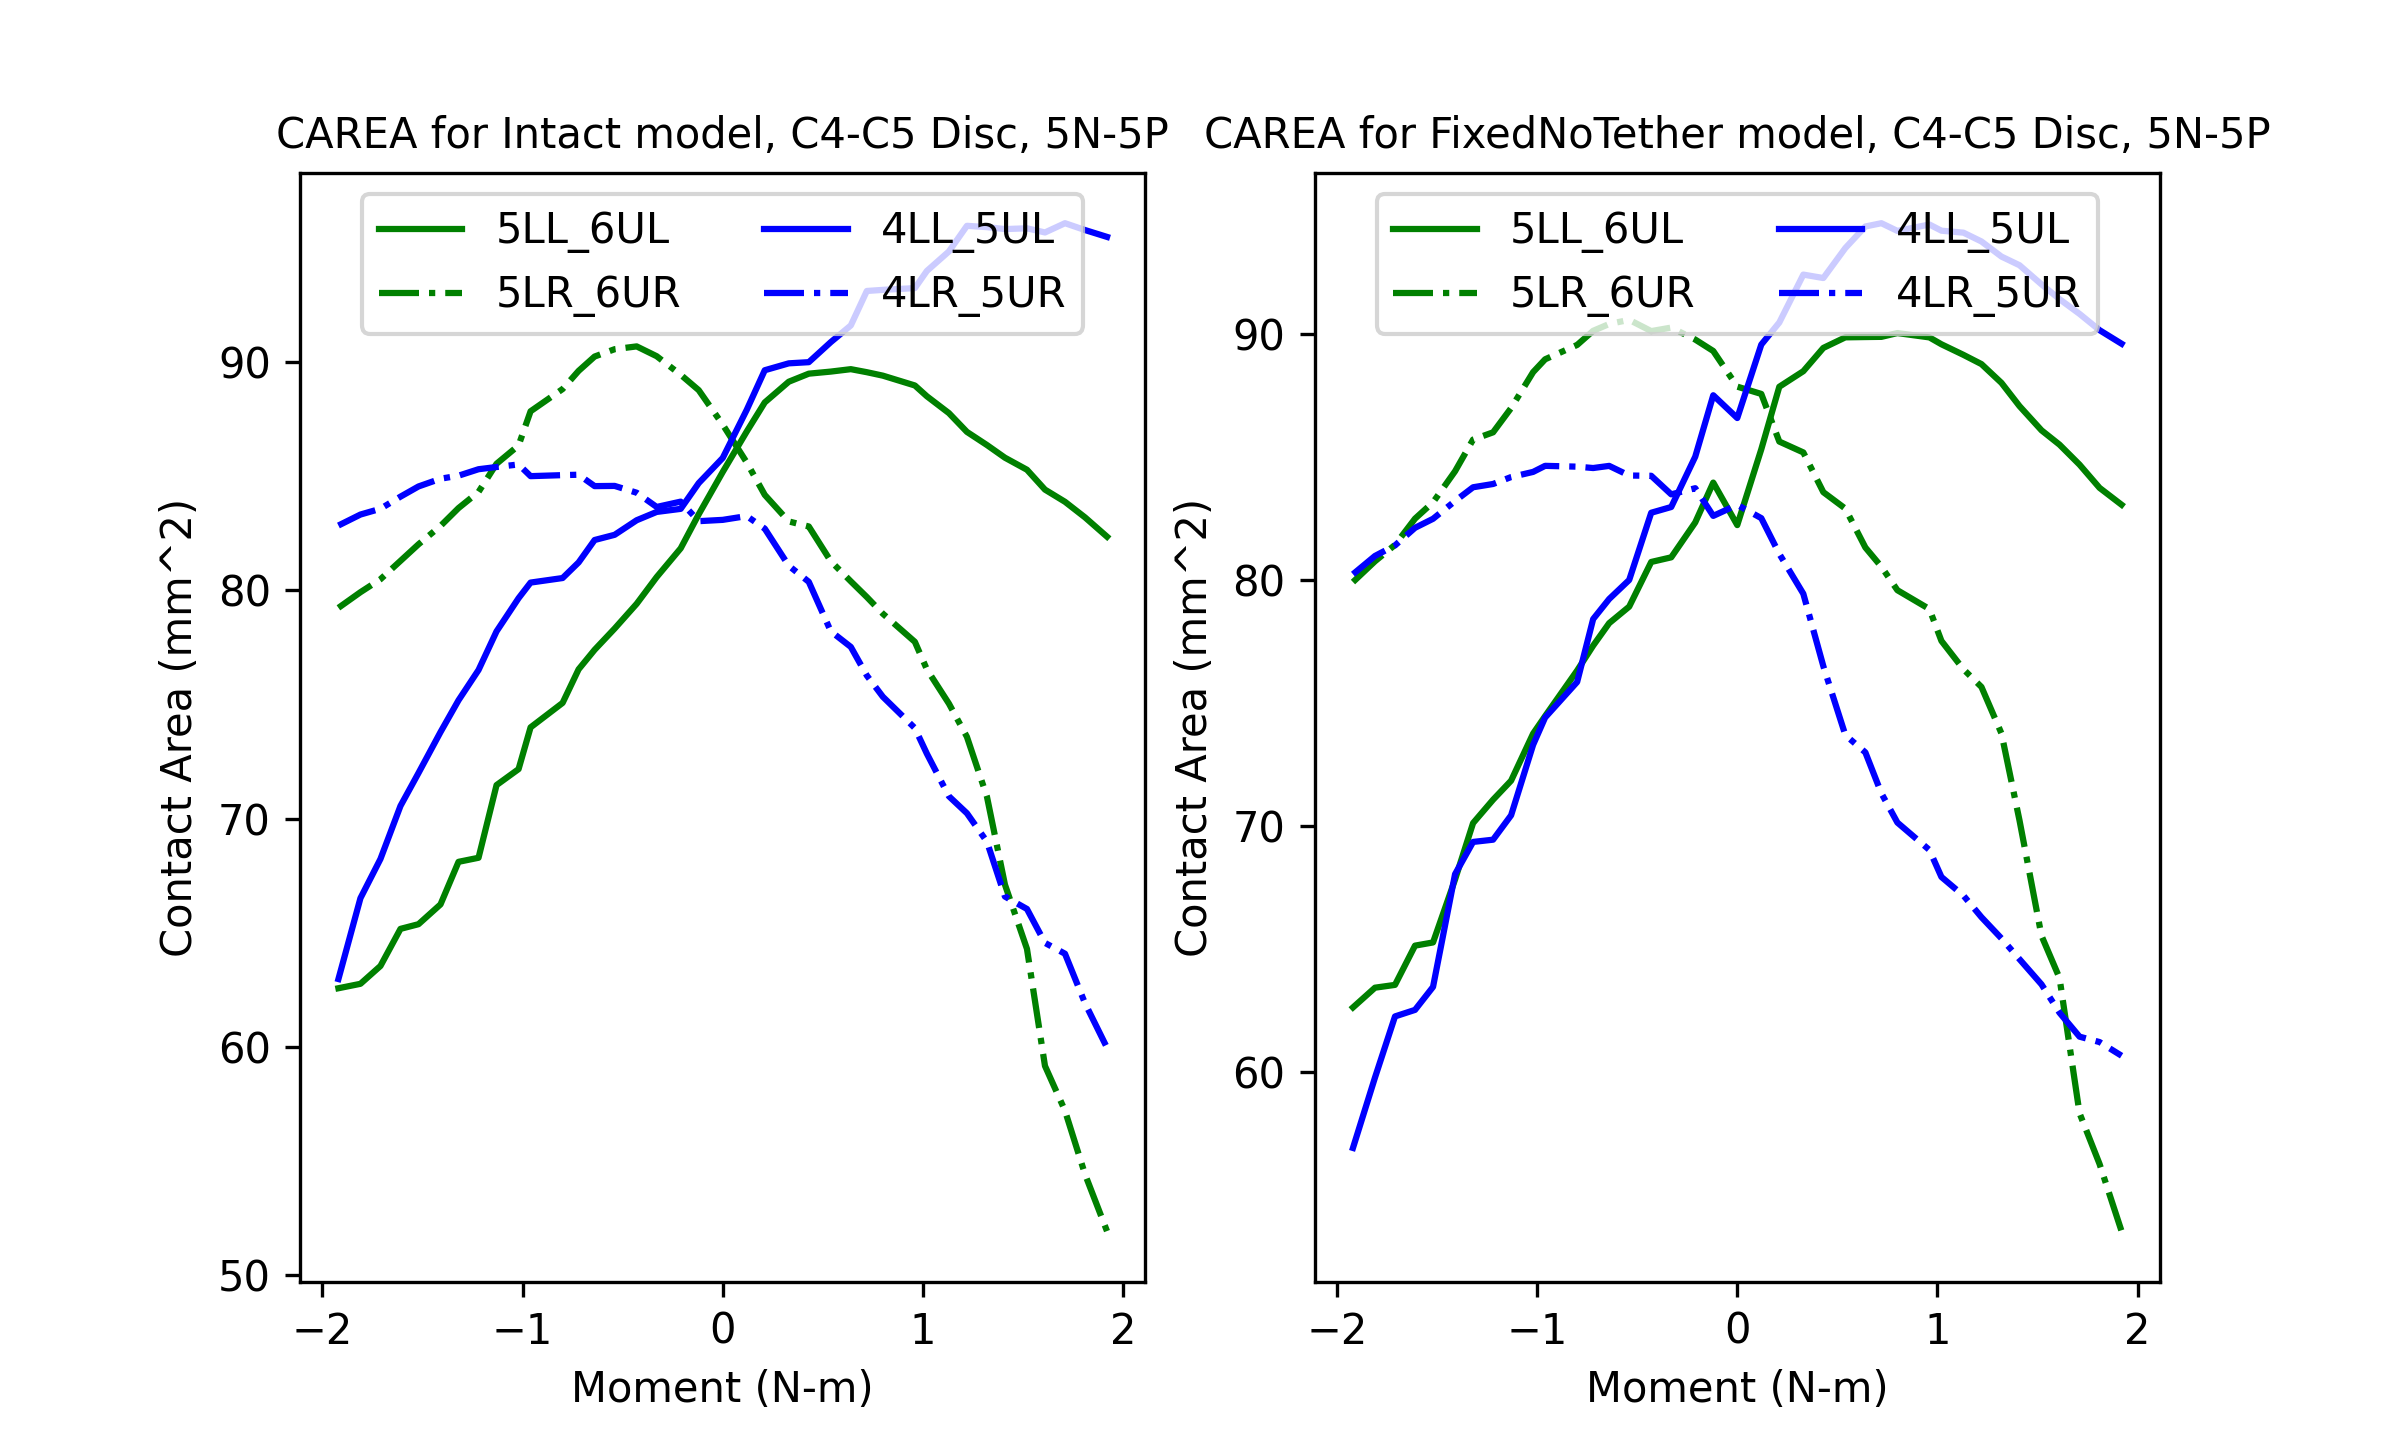 CAREA for Intact model, C4-C5 Disc, 5N-5P
5LL_6UL
5LR_6UR
4LL_5UL
4LR_5UR
90
80
70
60
50
Contact Area (mm^2)
−2 −1 0 1 2
Moment (N-m)
CAREA for FixedNoTether model, C4-C5 Disc, 5N-5P
5LL_6UL
5LR_6UR
4LL_5UL
4LR_5UR
90
80
70
60
Contact Area (mm^2)
−2 −1 0 1 2
Moment (N-m)